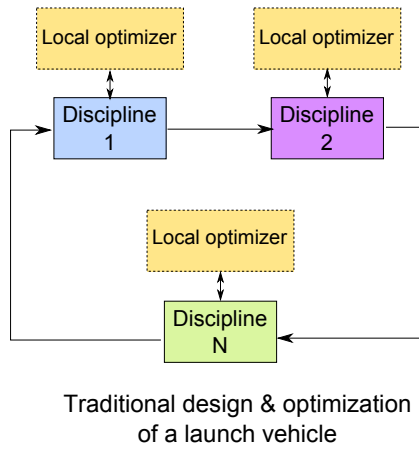 Local optimizer
Local optimizer
Discipline
1
Discipline
2
Local optimizer
Discipline
N
Traditional design & optimization
of a launch vehicle